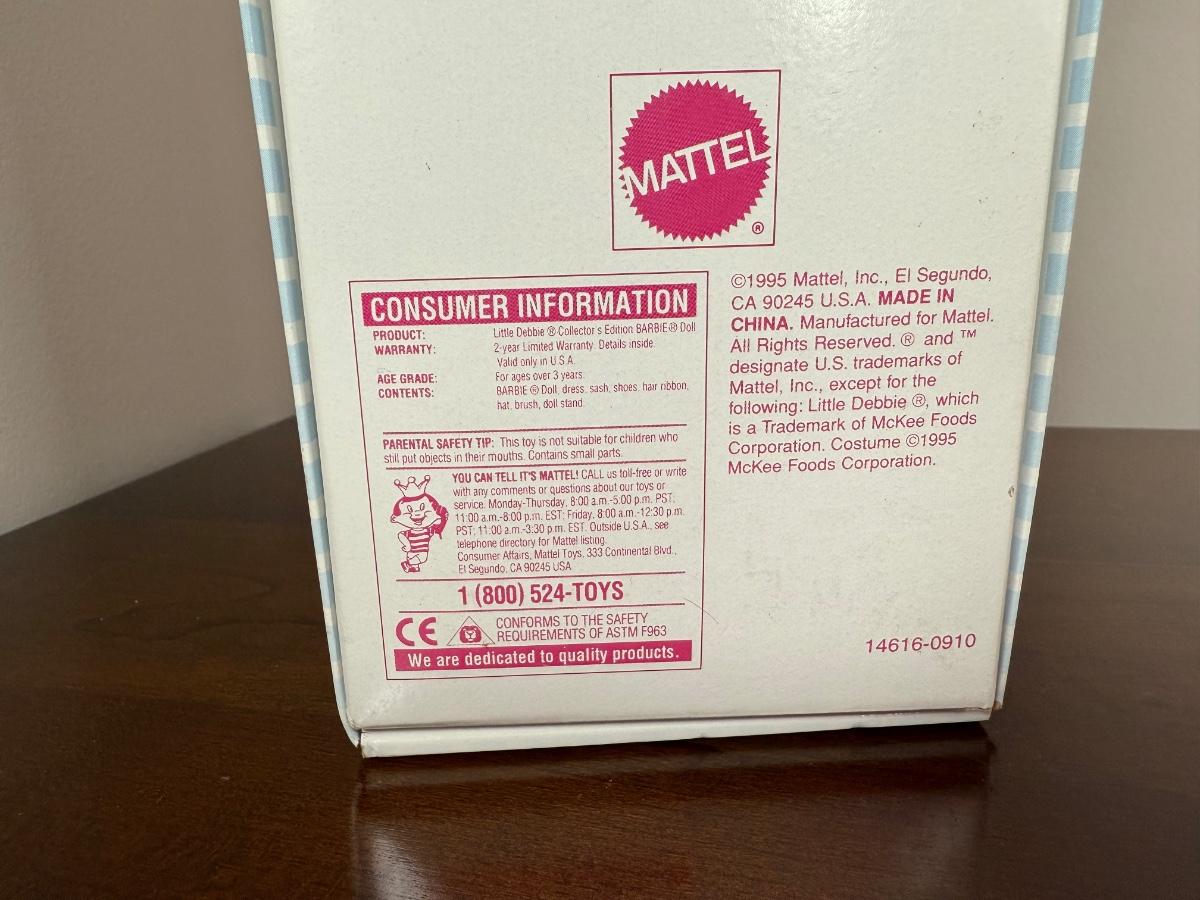 MATTEL
®
CONSUMER INFORMATION
PRODUCT: Little Debbie ® Collector's Edition BARBIE® Doll
WARRANTY: 2-year Limited Warranty. Details inside.
Valid only in U.S.A.
AGE GRADE: For ages over 3 years.
CONTENTS: BARBIE ® Doll, dress, sash, shoes, hair ribbon,
hat, brush, doll stand.
PARENTAL SAFETY TIP: This toy is not suitable for children who
still put objects in their mouths. Contains small parts.
YOU CAN TELL IT'S MATTEL! CALL us toll-free or write
with any comments or questions about our toys or
service. Monday-Thursday, 8:00 a.m.-5:00 p.m. PST;
11:00 a.m.-8:00 p.m. EST; Friday, 8:00 a.m.-12:30 p.m.
PST; 11:00 a.m.-3:30 p.m. EST. Outside U.S.A., see
telephone directory for Mattel listing.
Consumer Affairs, Mattel Toys, 333 Continental Blvd.,
El Segundo, CA 90245 USA
1 (800) 524-TOYS
CE CONFORMS TO THE SAFETY
REQUIREMENTS OF ASTM F963
We are dedicated to quality products.
©1995 Mattel, Inc., El Segundo,
CA 90245 U.S.A. MADE IN
CHINA. Manufactured for Mattel.
All Rights Reserved. ® and ™
designate U.S. trademarks of
Mattel, Inc., except for the
following: Little Debbie ®, which
is a Trademark of McKee Foods
Corporation. Costume ©1995
McKee Foods Corporation.
14616-0910